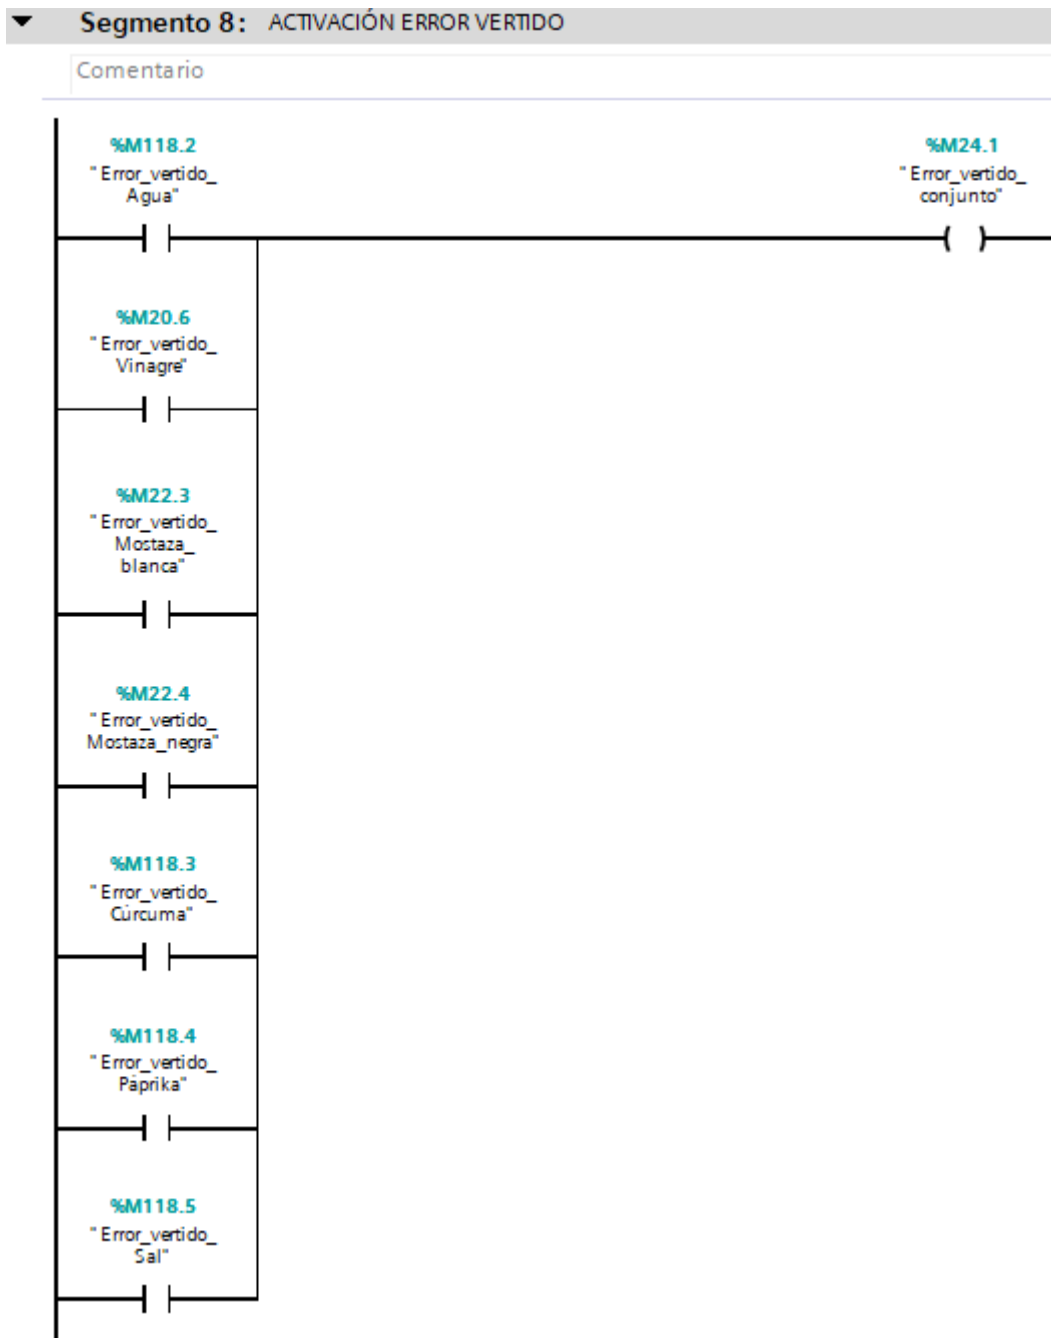 Segmento 8: ACTIVACIÓN ERROR VERTIDO
Comentario
%M118.2
"Error_vertido_
Agua"
%M24.1
"Error_vertido_
conjunto"
%M20.6
"Error_vertido_
Vinagre"
%M22.3
"Error_vertido_
Mostaza_
blanca"
%M22.4
"Error_vertido_
Mostaza_negra"
%M118.3
"Error_vertido_
Cúrcuma"
%M118.4
"Error_vertido_
Páprika"
%M118.5
"Error_vertido_
Sal"